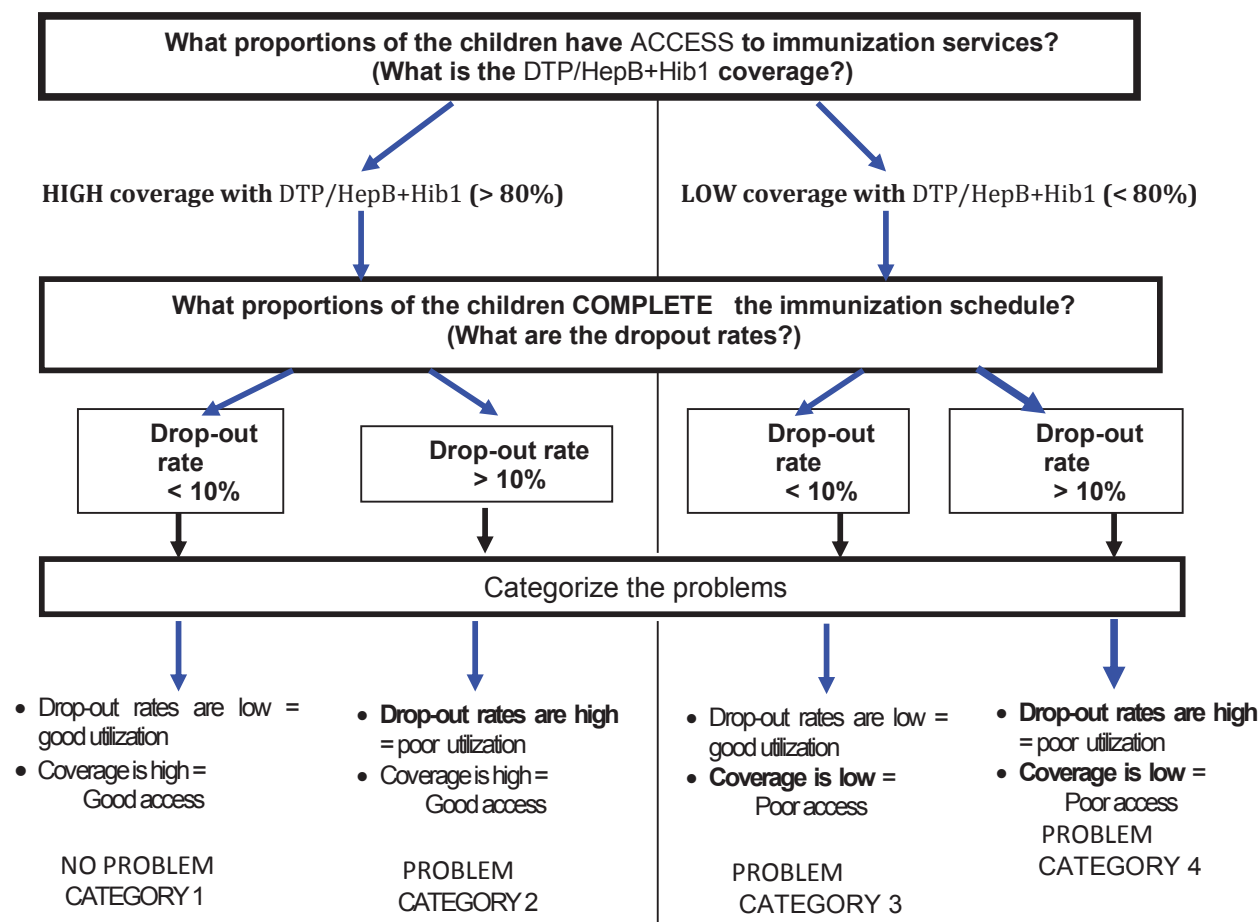 What proportions of the children have ACCESS to immunization services?
(What is the DTP/HepB+Hib1 coverage?)
HIGH coverage with DTP/HepB+Hib1 (> 80%)
LOW coverage with DTP/HepB+Hib1 (< 80%)
What proportions of the children COMPLETE the immunization schedule?
(What are the dropout rates?)
Drop-out
rate
< 10%
Drop-out rate
> 10%
Drop-out
rate
< 10%
Drop-out
rate
> 10%
Categorize the problems
• Drop-out rates are low =
good utilization
• Coverage is high =
Good access
NO PROBLEM
CATEGORY 1
• Drop-out rates are high
= poor utilization
• Coverage is high =
Good access
PROBLEM
CATEGORY 2
• Drop-out rates are low =
good utilization
• Coverage is low =
Poor access
PROBLEM
CATEGORY 3
• Drop-out rates are high
= poor utilization
• Coverage is low =
Poor access
PROBLEM
CATEGORY 4